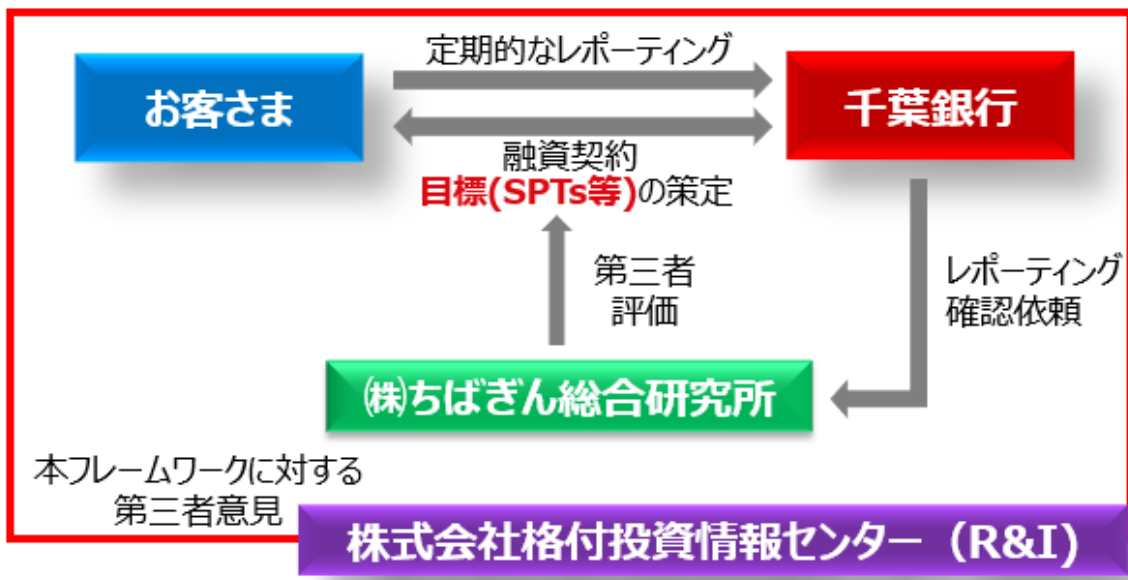 定期的なレポーティング
お客さま
千葉銀行
融資契約
目標(SPTs等)の策定
第三者
評価
レポーティング
確認依頼
㈱ちばぎん総合研究所
本フレームワークに対する
第三者意見
株式会社格付投資情報センター（R&I）